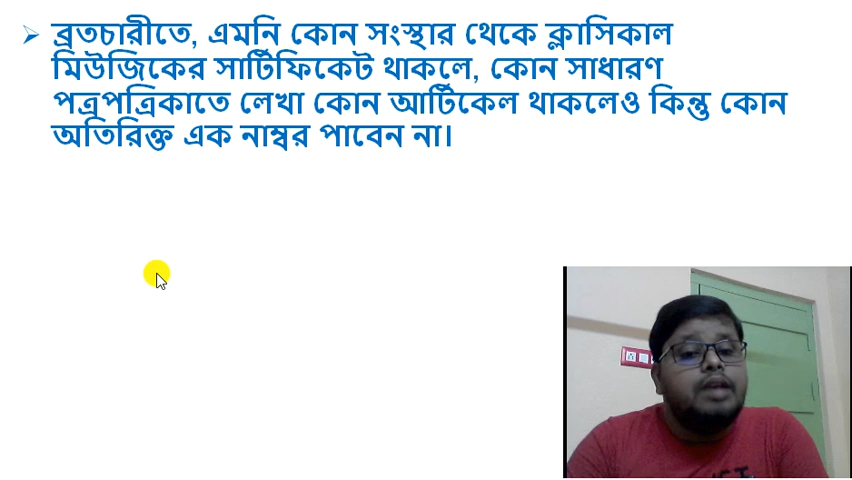 ব্রতচারীতে, এমনি কোন সংস্থার থেকে ক্লাসিকাল
মিউজিকের সার্টিফিকেট থাকলে, কোন সাধারণ
পত্রপত্রিকাতে লেখা কোন আর্টিকেল থাকলেও কিন্তু কোন
অতিরিক্ত এক নাম্বর পাবেন না।